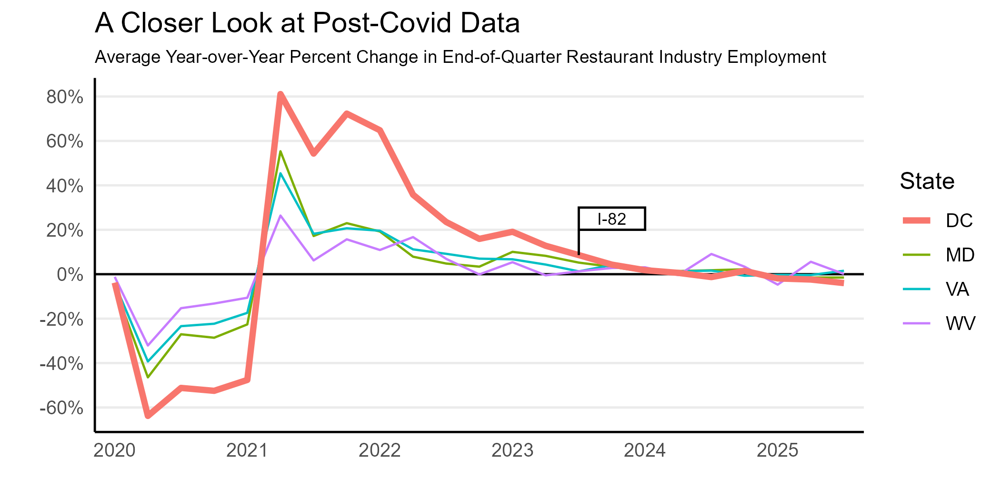 A Closer Look at Post-Covid Data
Average Year-over-Year Percent Change in End-of-Quarter Restaurant Industry Employment
80%
60%
40%
20%
0%
-20%
-40%
-60%
I-82
2020 2021 2022 2023 2024 2025
State
DC
MD
VA
WV